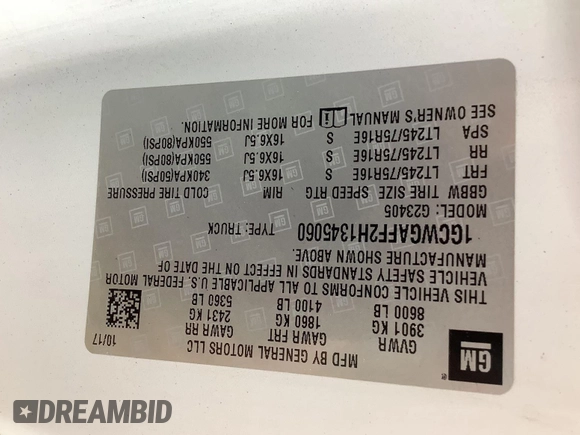 GM
®
MFD BY GENERAL MOTORS LLC 10/17
GVWR GAWR FRT GAWR RR
3901 KG 1860 KG 2431 KG
8600 LB 4100 LB 5360 LB
THIS VEHICLE CONFORMS TO ALL APPLICABLE U.S. FEDERAL MOTOR
VEHICLE SAFETY STANDARDS IN EFFECT ON THE DATE OF
MANUFACTURE SHOWN ABOVE.
1GCWGAFF2H1345060 TYPE: TRUCK
MODEL: G23405
GBBW TIRE SIZE SPEED RTG RIM COLD TIRE PRESSURE
FRT LT245/75R16E S 16X6.5J 340KPA(50PSI)
RR LT245/75R16E S 16X6.5J 550KPA(80PSI)
SPA LT245/75R16E S 16X6.5J 550KPA(80PSI)
SEE OWNER'S MANUAL FOR MORE INFORMATION.
DREAMBID